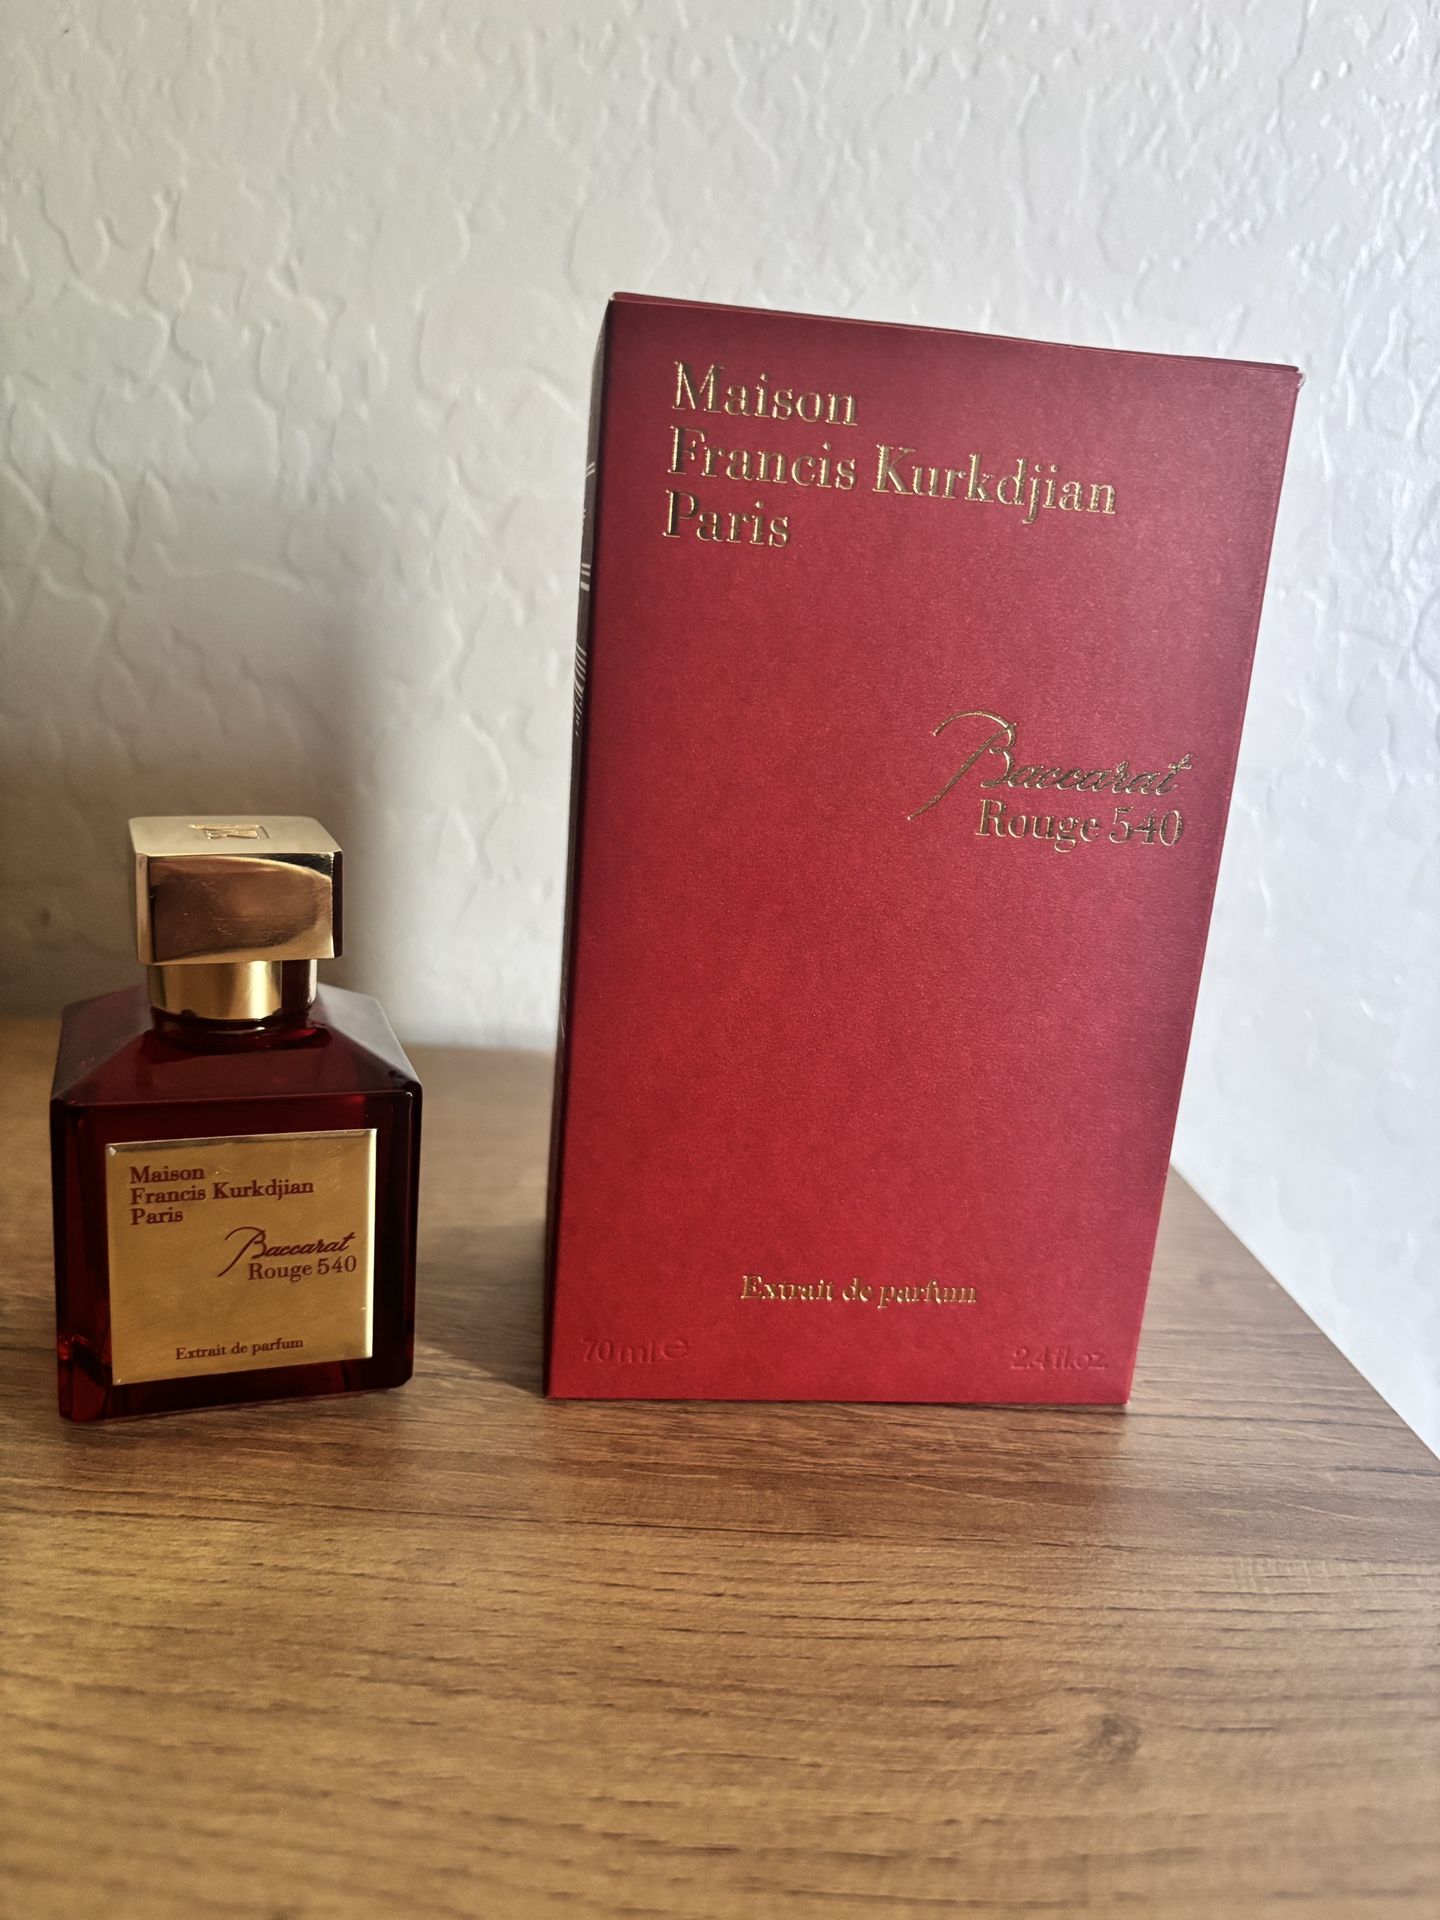 Maison
Francis Kurkdjian
Paris
Baccarat
Rouge 540
Extrait de parfum
70 ml e
2.4 fl.oz.
Maison
Francis Kurkdjian
Paris
Baccarat
Rouge 540
Extrait de parfum